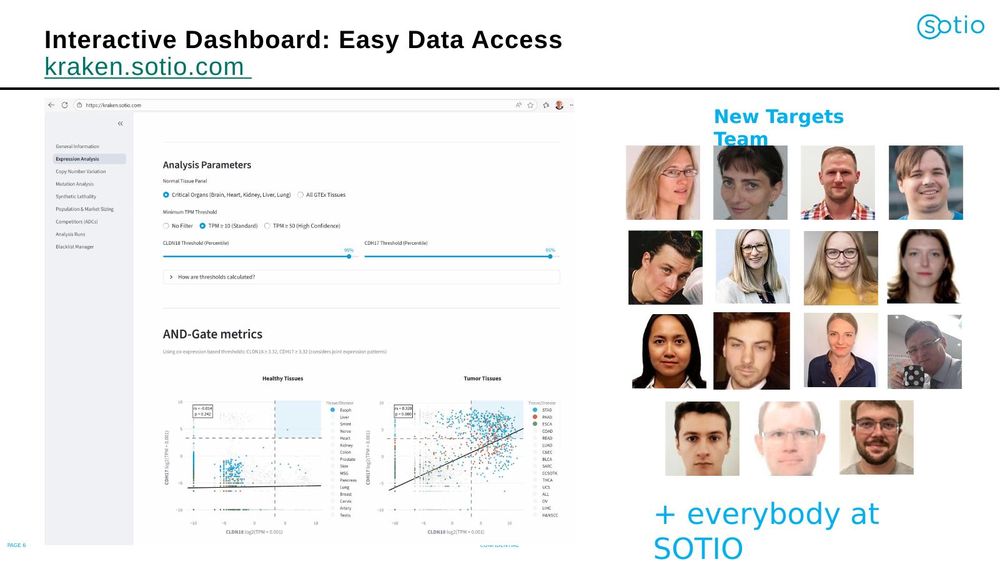 sotio
Interactive Dashboard: Easy Data Access
kraken.sotio.com
https://kraken.sotio.com
General Information
Expression Analysis
Copy Number Variation
Mutation Analysis
Synthetic Lethality
Population & Market Sizing
Competitors (ADCs)
Analysis Runs
Blacklist Manager
Analysis Parameters
Normal Tissue Panel
Critical Organs (Brain, Heart, Kidney, Liver, Lung) All GTEx Tissues
Minimum TPM Threshold
No Filter TPM ≥ 10 (Standard) TPM ≥ 50 (High Confidence)
CLDN18 Threshold (Percentile) CDH17 Threshold (Percentile)
95% 95%
How are thresholds calculated?
AND-Gate metrics
Using co-expression based thresholds: CLDN18 ≥ 3.32, CDH17 ≥ 3.32 (considers joint expression patterns)
Healthy Tissues
rs = -0.014
p = 0.242
10
5
0
−5
−10
CDH17 log2(TPM + 0.001)
−10 −5 0 5 10
CLDN18 log2(TPM + 0.001)
Tissue/Disease
Esoph
Liver
SmInt
Nerve
Heart
Kidney
Colon
Prostate
Skin
MSG
Pancreas
Lung
Breast
Cervix
Artery
Testis
Tumor Tissues
rs = 0.328
p = 0.000
10
5
0
−5
−10
CDH17 log2(TPM + 0.001)
−10 −5 0 5 10
CLDN18 log2(TPM + 0.001)
Tissue/Disease
STAD
PAAD
ESCA
COAD
READ
LUAD
C&EC
BLCA
SARC
CCSOTK
THCA
UCS
ALL
OV
LIHC
H&NSCC
New Targets
Team
+ everybody at
SOTIO
PAGE 6
CONFIDENTIAL